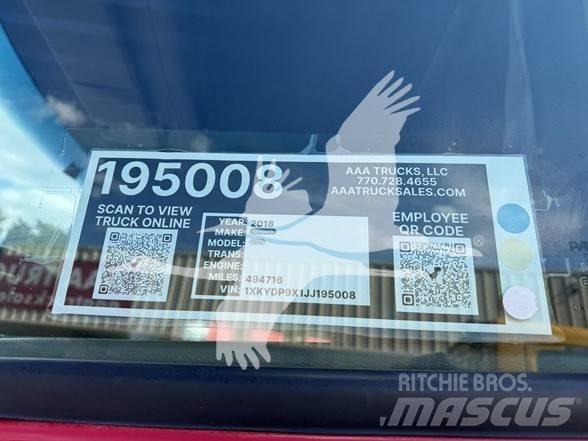 195008
AAA TRUCKS, LLC
770.728.4655
AAATRUCKSALES.COM
SCAN TO VIEW
TRUCK ONLINE
YEAR: 2018
MAKE:
MODEL:
TRANS:
ENGINE:
MILES: 494716
VIN: 1XKYDP9X1JJ195008
EMPLOYEE
QR CODE
®
RITCHIE BROS.
MASCUS